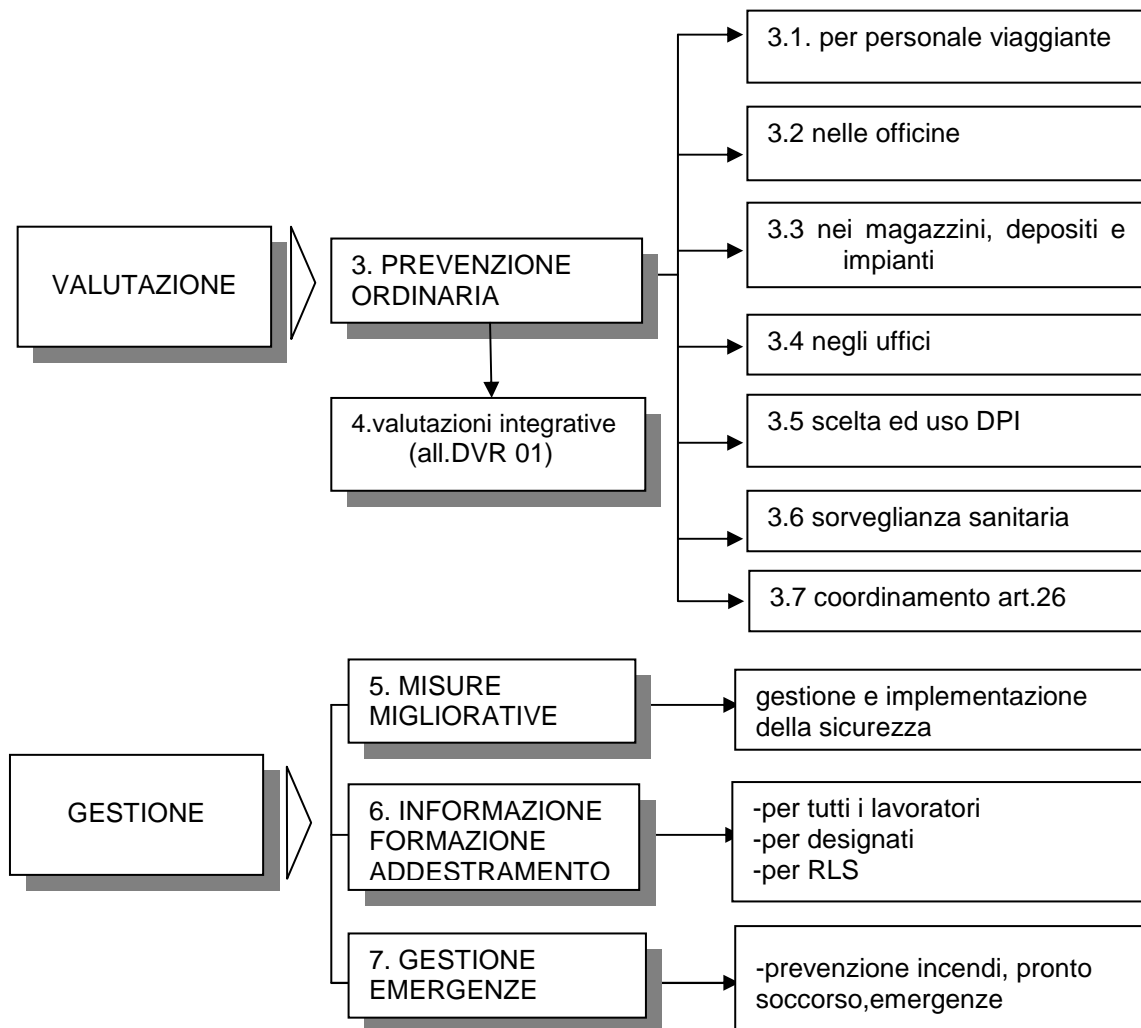 VALUTAZIONE
3. PREVENZIONE
ORDINARIA
4.valutazioni integrative
(all.DVR 01)
3.1. per personale viaggiante
3.2 nelle officine
3.3 nei magazzini, depositi e
impianti
3.4 negli uffici
3.5 scelta ed uso DPI
3.6 sorveglianza sanitaria
3.7 coordinamento art.26
GESTIONE
5. MISURE
MIGLIORATIVE
gestione e implementazione
della sicurezza
6. INFORMAZIONE
FORMAZIONE
ADDESTRAMENTO
-per tutti i lavoratori
-per designati
-per RLS
7. GESTIONE
EMERGENZE
-prevenzione incendi, pronto
soccorso,emergenze